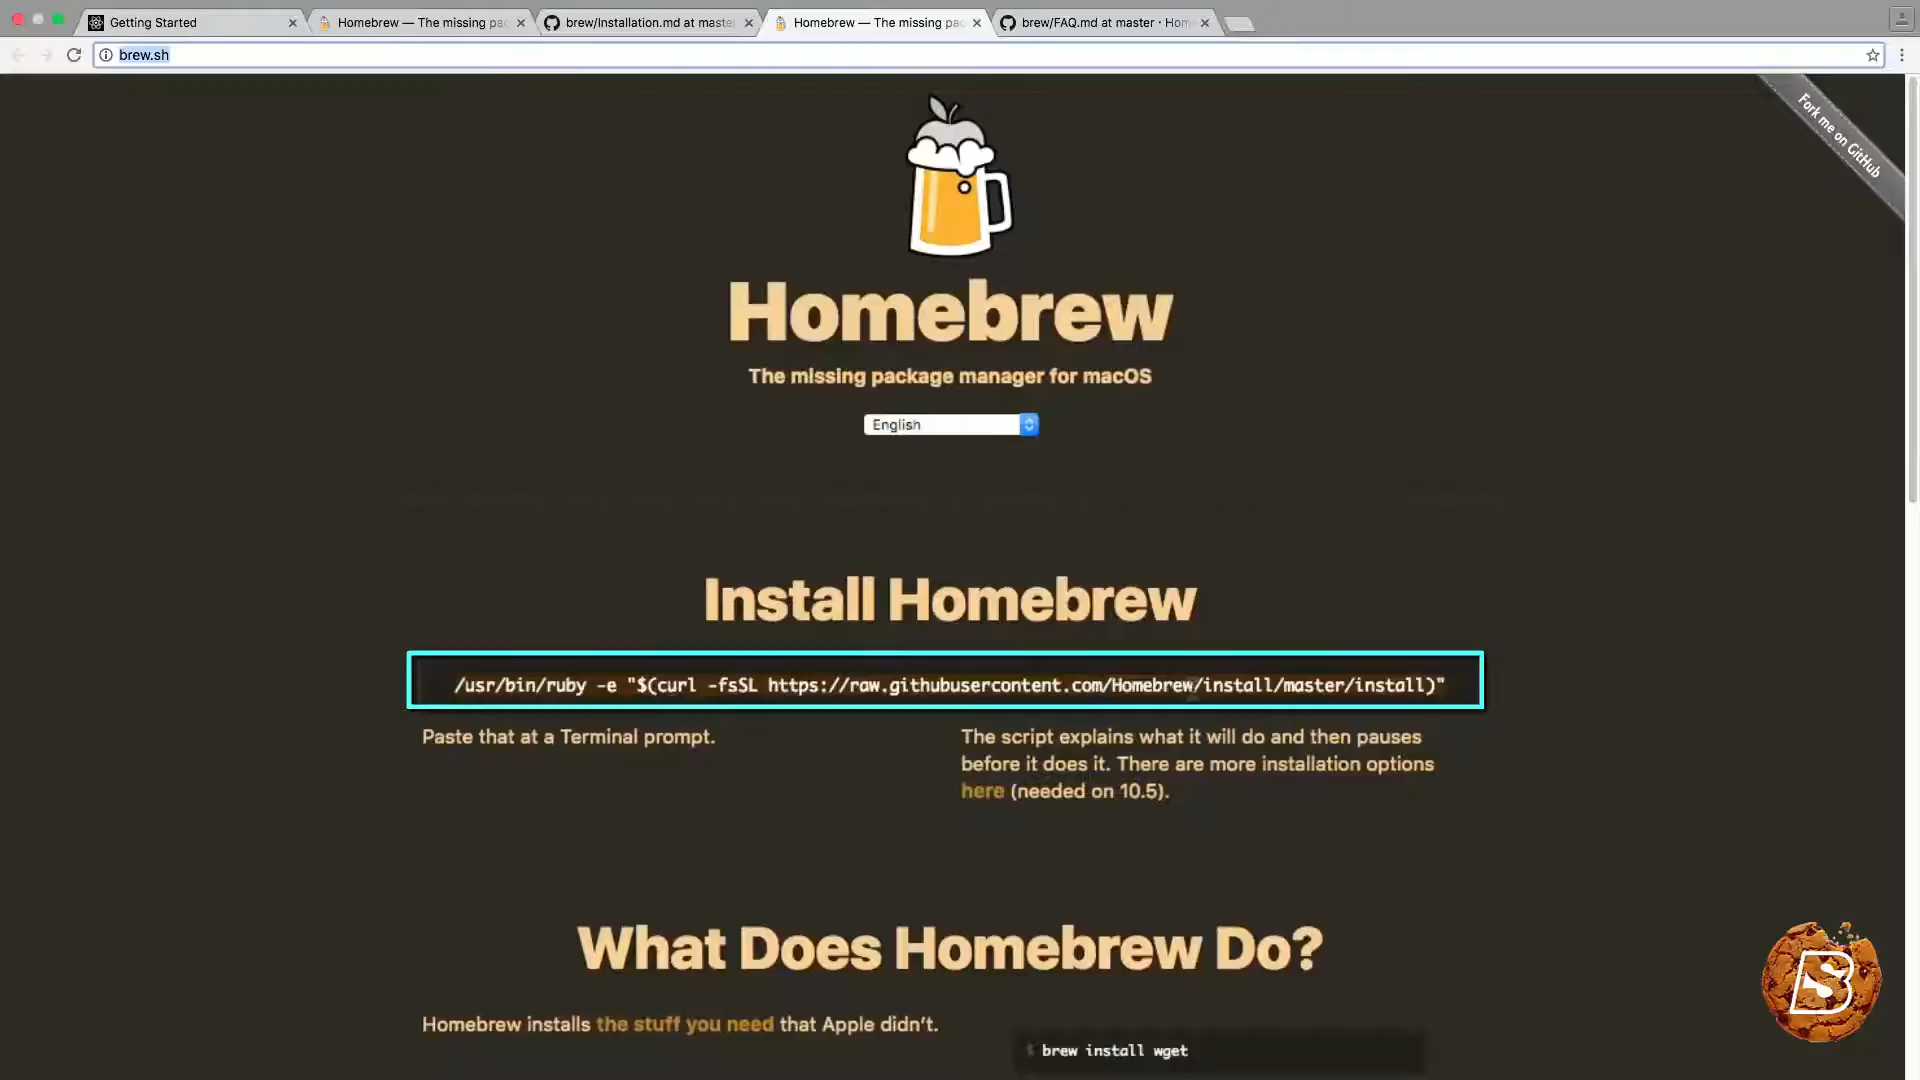 Getting Started
Homebrew — The missing pac
brew/Installation.md at master
Homebrew — The missing pac
brew/FAQ.md at master · Hom
brew.sh
Fork me on GitHub
Homebrew
The missing package manager for macOS
English
Install Homebrew
/usr/bin/ruby -e "$(curl -fsSL https://raw.githubusercontent.com/Homebrew/install/master/install)"
Paste that at a Terminal prompt.
The script explains what it will do and then pauses
before it does it. There are more installation options
here (needed on 10.5).
What Does Homebrew Do?
Homebrew installs the stuff you need that Apple didn’t.
$ brew install wget
B